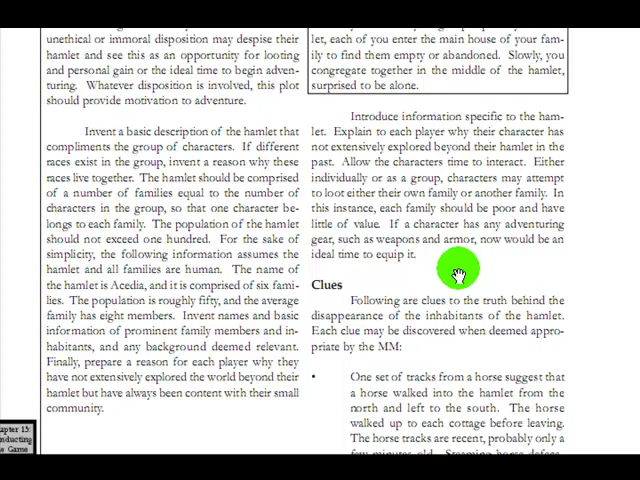 unethical or immoral disposition may despise their
hamlet and see this as an opportunity for looting
and personal gain or the ideal time to begin adven-
turing.  Whatever disposition is involved, this plot
should provide motivation to adventure.
Invent a basic description of the hamlet that
compliments the group of characters.  If different
races exist in the group, invent a reason why these
races live together.  The hamlet should be comprised
of a number of families equal to the number of
characters in the group, so that one character be-
longs to each family.  The population of the hamlet
should not exceed one hundred.  For the sake of
simplicity, the following information assumes the
hamlet and all families are human.  The name of
the hamlet is Acedia, and it is comprised of six fami-
lies.  The population is roughly fifty, and the average
family has eight members.  Invent names and basic
information of prominent family members and in-
habitants, and any background deemed relevant.
Finally, prepare a reason for each player why they
have not extensively explored the world beyond their
hamlet but have always been content with their small
community.
let, each of you enter the main house of your fam-
ily to find them empty or abandoned.  Slowly, you
congregate together in the middle of the hamlet,
surprised to be alone.
Introduce information specific to the ham-
let.  Explain to each player why their character has
not extensively explored beyond their hamlet in the
past.  Allow the characters time to interact.  Either
individually or as a group, characters may attempt
to loot either their own family or another family.  In
this instance, each family should be poor and have
little of value.  If a character has any adventuring
gear, such as weapons and armor, now would be an
ideal time to equip it.
Clues
Following are clues to the truth behind the
disappearance of the inhabitants of the hamlet.
Each clue may be discovered when deemed appro-
priate by the MM:
• One set of tracks from a horse suggest that
a horse walked into the hamlet from the
north and left to the south.  The horse
walked up to each cottage before leaving.
The horse tracks are recent, probably only a
few minutes old.  Steaming horse defeca-
apter 15:
nducting
e Game